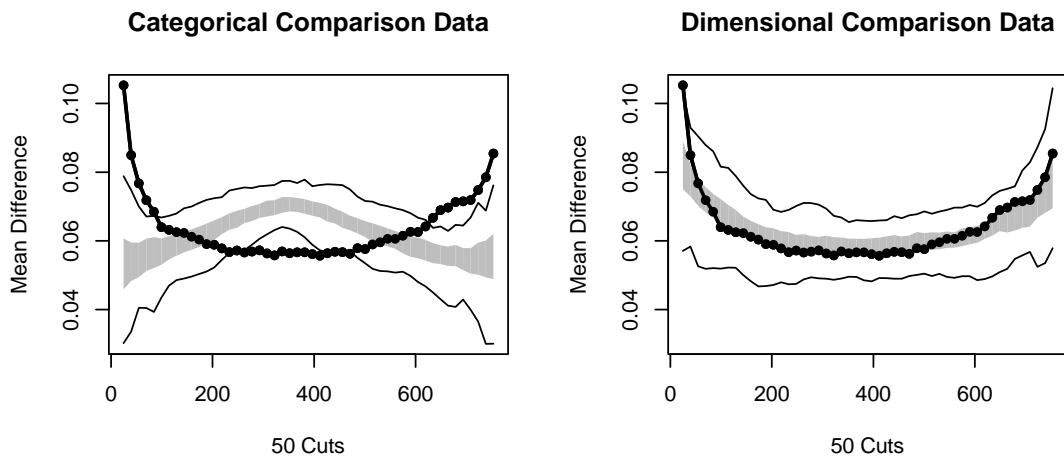 Categorical Comparison Data
Mean Difference
0.10
0.08
0.06
0.04
0
200
400
600
50 Cuts
Dimensional Comparison Data
Mean Difference
0.10
0.08
0.06
0.04
0
200
400
600
50 Cuts